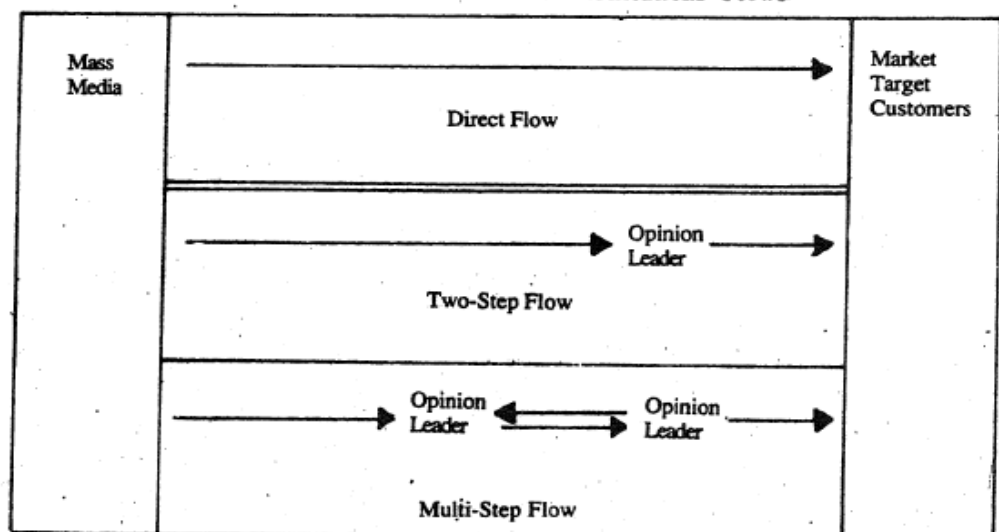 Mass
Media
Market
Target
Customers
Direct Flow
Opinion
Leader
Two-Step Flow
Opinion
Leader
Opinion
Leader
Multi-Step Flow